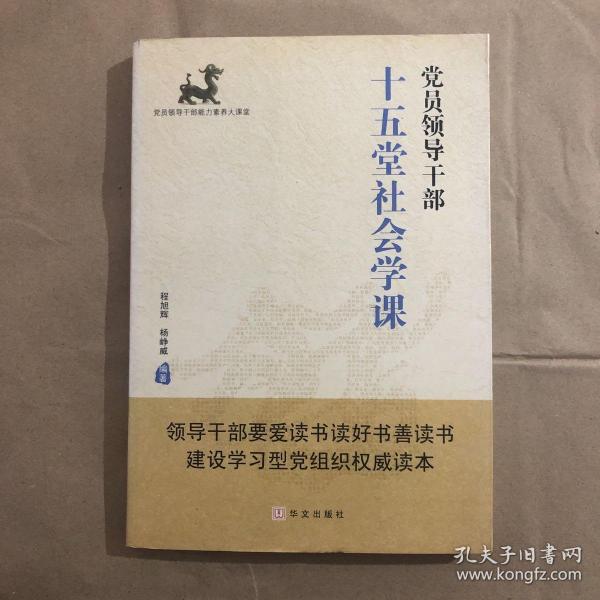 党员领导干部能力素养大课堂
党员领导干部
十五堂社会学课
程旭辉 杨峥威 编著
领导干部要爱读书读好书善读书
建设学习型党组织权威读本
华文出版社
孔夫子旧书网
www.kongfz.com